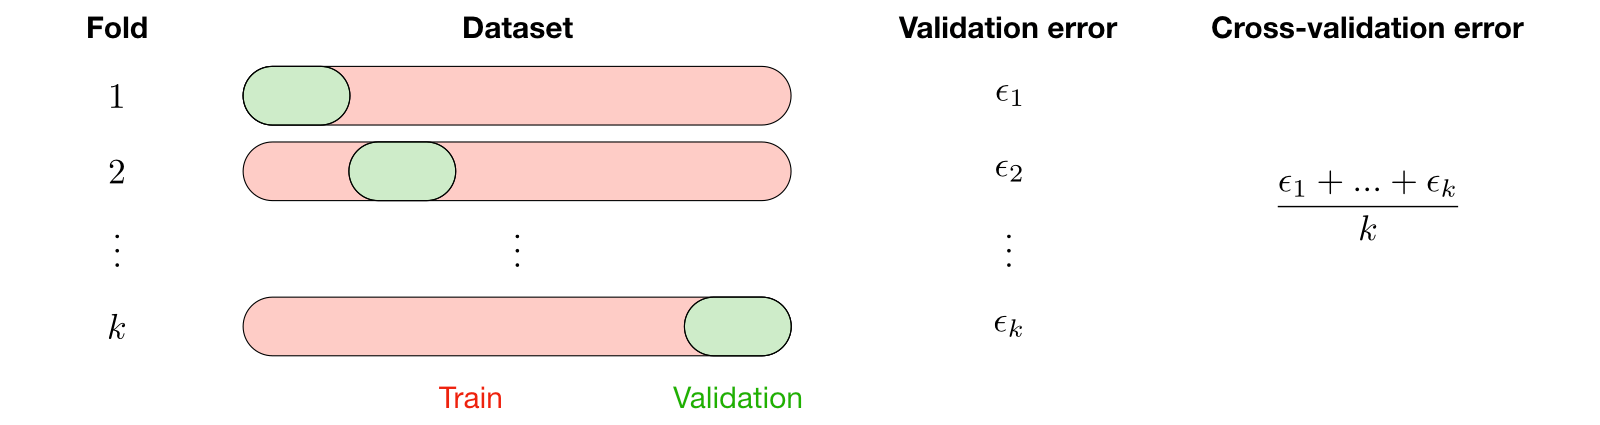 Fold Dataset Validation error Cross-validation error
1 ϵ₁
2 ϵ₂
ϵ₁ + ... + ϵₖ
k
⋮ ⋮ ⋮
k ϵₖ
Train Validation